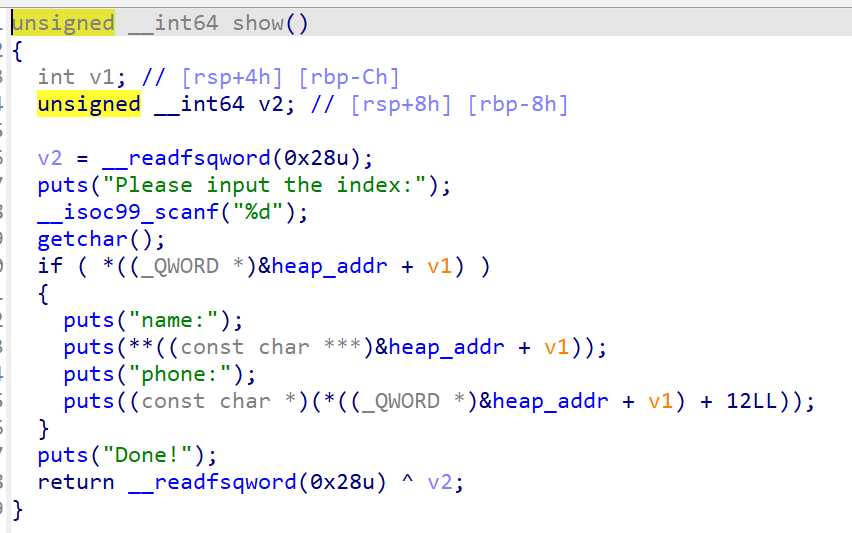 unsigned __int64 show()
{
  int v1; // [rsp+4h] [rbp-Ch]
  unsigned __int64 v2; // [rsp+8h] [rbp-8h]

  v2 = __readfsqword(0x28u);
  puts("Please input the index:");
  __isoc99_scanf("%d");
  getchar();
  if ( *((_QWORD *)&heap_addr + v1) )
  {
    puts("name:");
    puts(**((const char ***)&heap_addr + v1));
    puts("phone:");
    puts((const char *)(*((_QWORD *)&heap_addr + v1) + 12LL));
  }
  puts("Done!");
  return __readfsqword(0x28u) ^ v2;
}